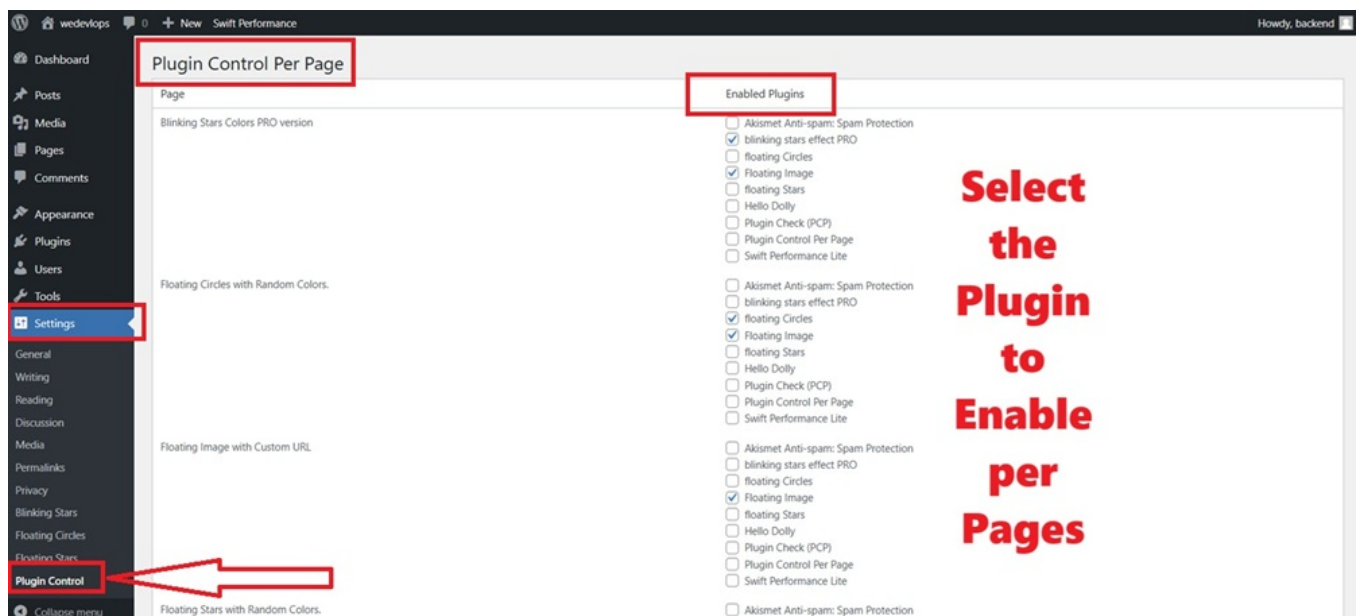 wedevlops 0 + New Swift Performance Howdy, backend
Dashboard
Posts
Media
Pages
Comments
Appearance
Plugins
Users
Tools
Settings
General
Writing
Reading
Discussion
Media
Permalinks
Privacy
Blinking Stars
Floating Circles
Floating Stars
Plugin Control
Collapse menu
Plugin Control Per Page
Page Enabled Plugins
Blinking Stars Colors PRO version
Akismet Anti-spam: Spam Protection
blinking stars effect PRO
floating Circles
Floating Image
floating Stars
Hello Dolly
Plugin Check (PCP)
Plugin Control Per Page
Swift Performance Lite
Floating Circles with Random Colors.
Akismet Anti-spam: Spam Protection
blinking stars effect PRO
floating Circles
Floating Image
floating Stars
Hello Dolly
Plugin Check (PCP)
Plugin Control Per Page
Swift Performance Lite
Floating Image with Custom URL
Akismet Anti-spam: Spam Protection
blinking stars effect PRO
floating Circles
Floating Image
floating Stars
Hello Dolly
Plugin Check (PCP)
Plugin Control Per Page
Swift Performance Lite
Floating Stars with Random Colors.
Akismet Anti-spam: Spam Protection
Select
the
Plugin
to
Enable
per
Pages